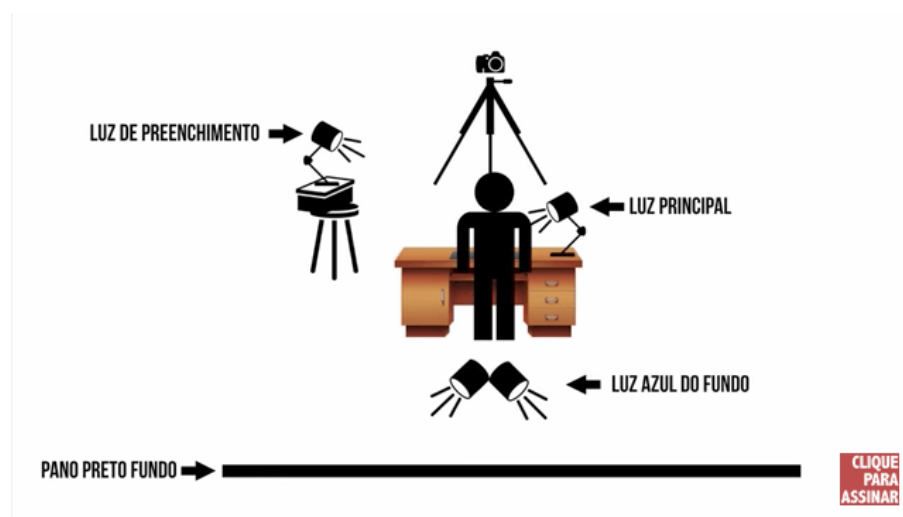 LUZ DE PREENCHIMENTO
LUZ PRINCIPAL
LUZ AZUL DO FUNDO
PANO PRETO FUNDO
CLIQUE
PARA
ASSINAR